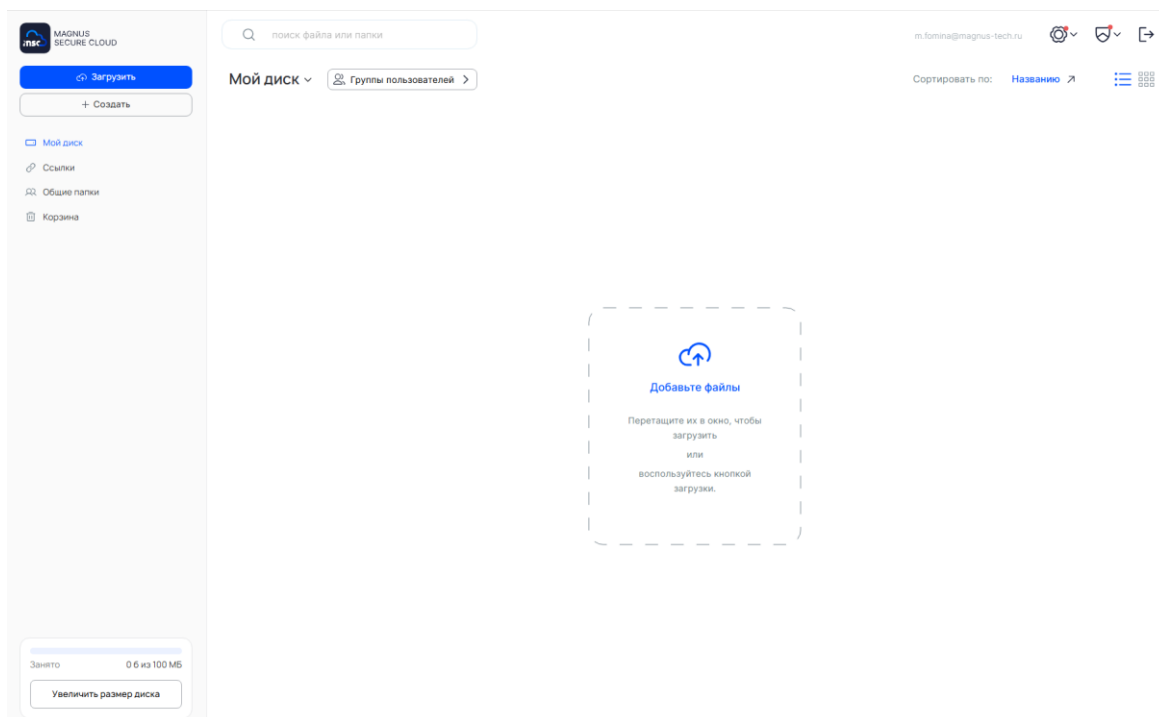 MAGNUS
SECURE CLOUD
msc
поиск файла или папки
m.fomina@magnus-tech.ru
Загрузить
+ Создать
Мой диск
Группы пользователей
Сортировать по: Названию
Мой диск
Ссылки
Общие папки
Корзина
Добавьте файлы
Перетащите их в окно, чтобы
загрузить
или
воспользуйтесь кнопкой
загрузки.
Занято 0 б из 100 МБ
Увеличить размер диска